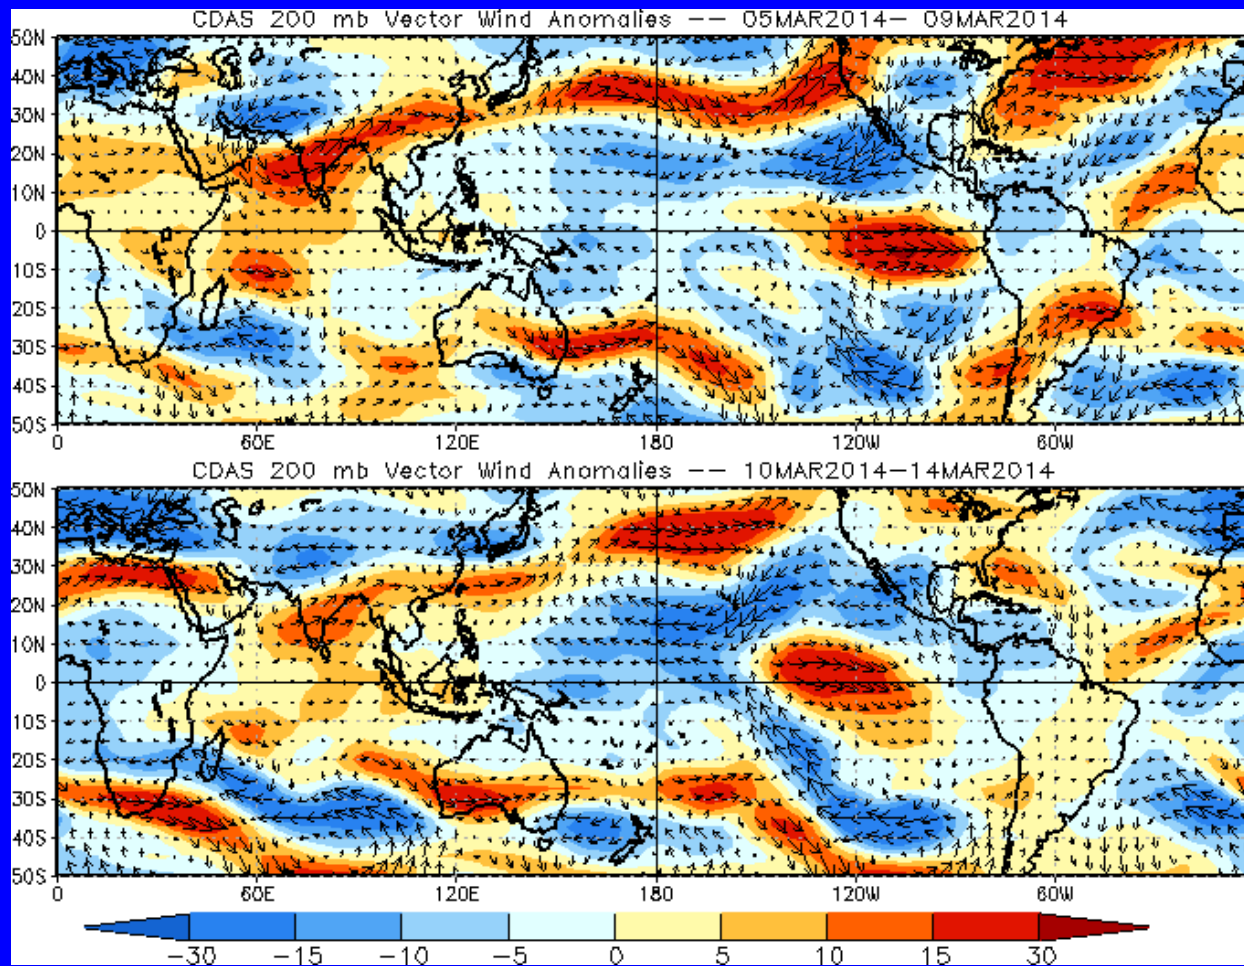 CDAS 200 mb Vector Wind Anomalies -- 05MAR2014- 09MAR2014
50N
40N
30N
20N
10N
0
10S
20S
30S
40S
50S
0 60E 120E 180 120W 60W
CDAS 200 mb Vector Wind Anomalies -- 10MAR2014-14MAR2014
50N
40N
30N
20N
10N
0
10S
20S
30S
40S
50S
0 60E 120E 180 120W 60W
-30 -15 -10 -5 0 5 10 15 30